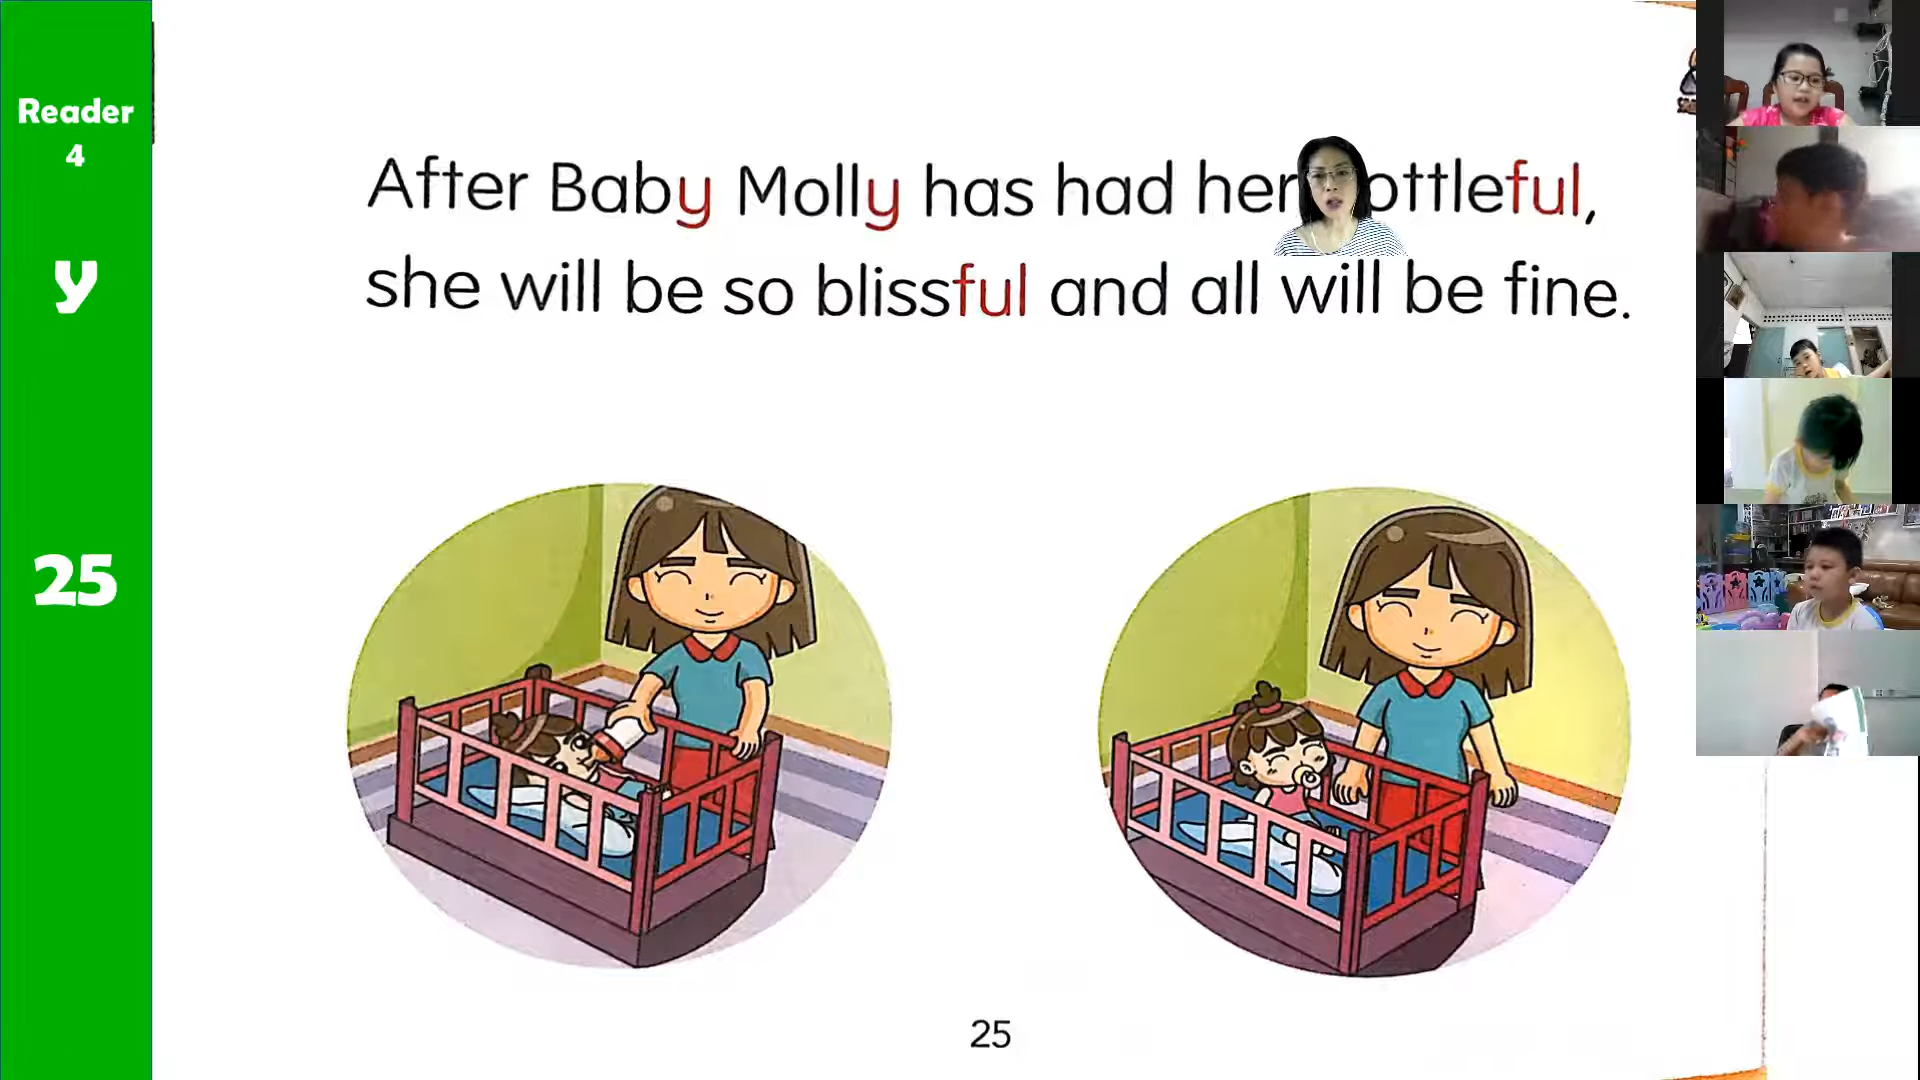 Reader
4
y
25
After Baby Molly has had her ottleful,
she will be so blissful and all will be fine.
25